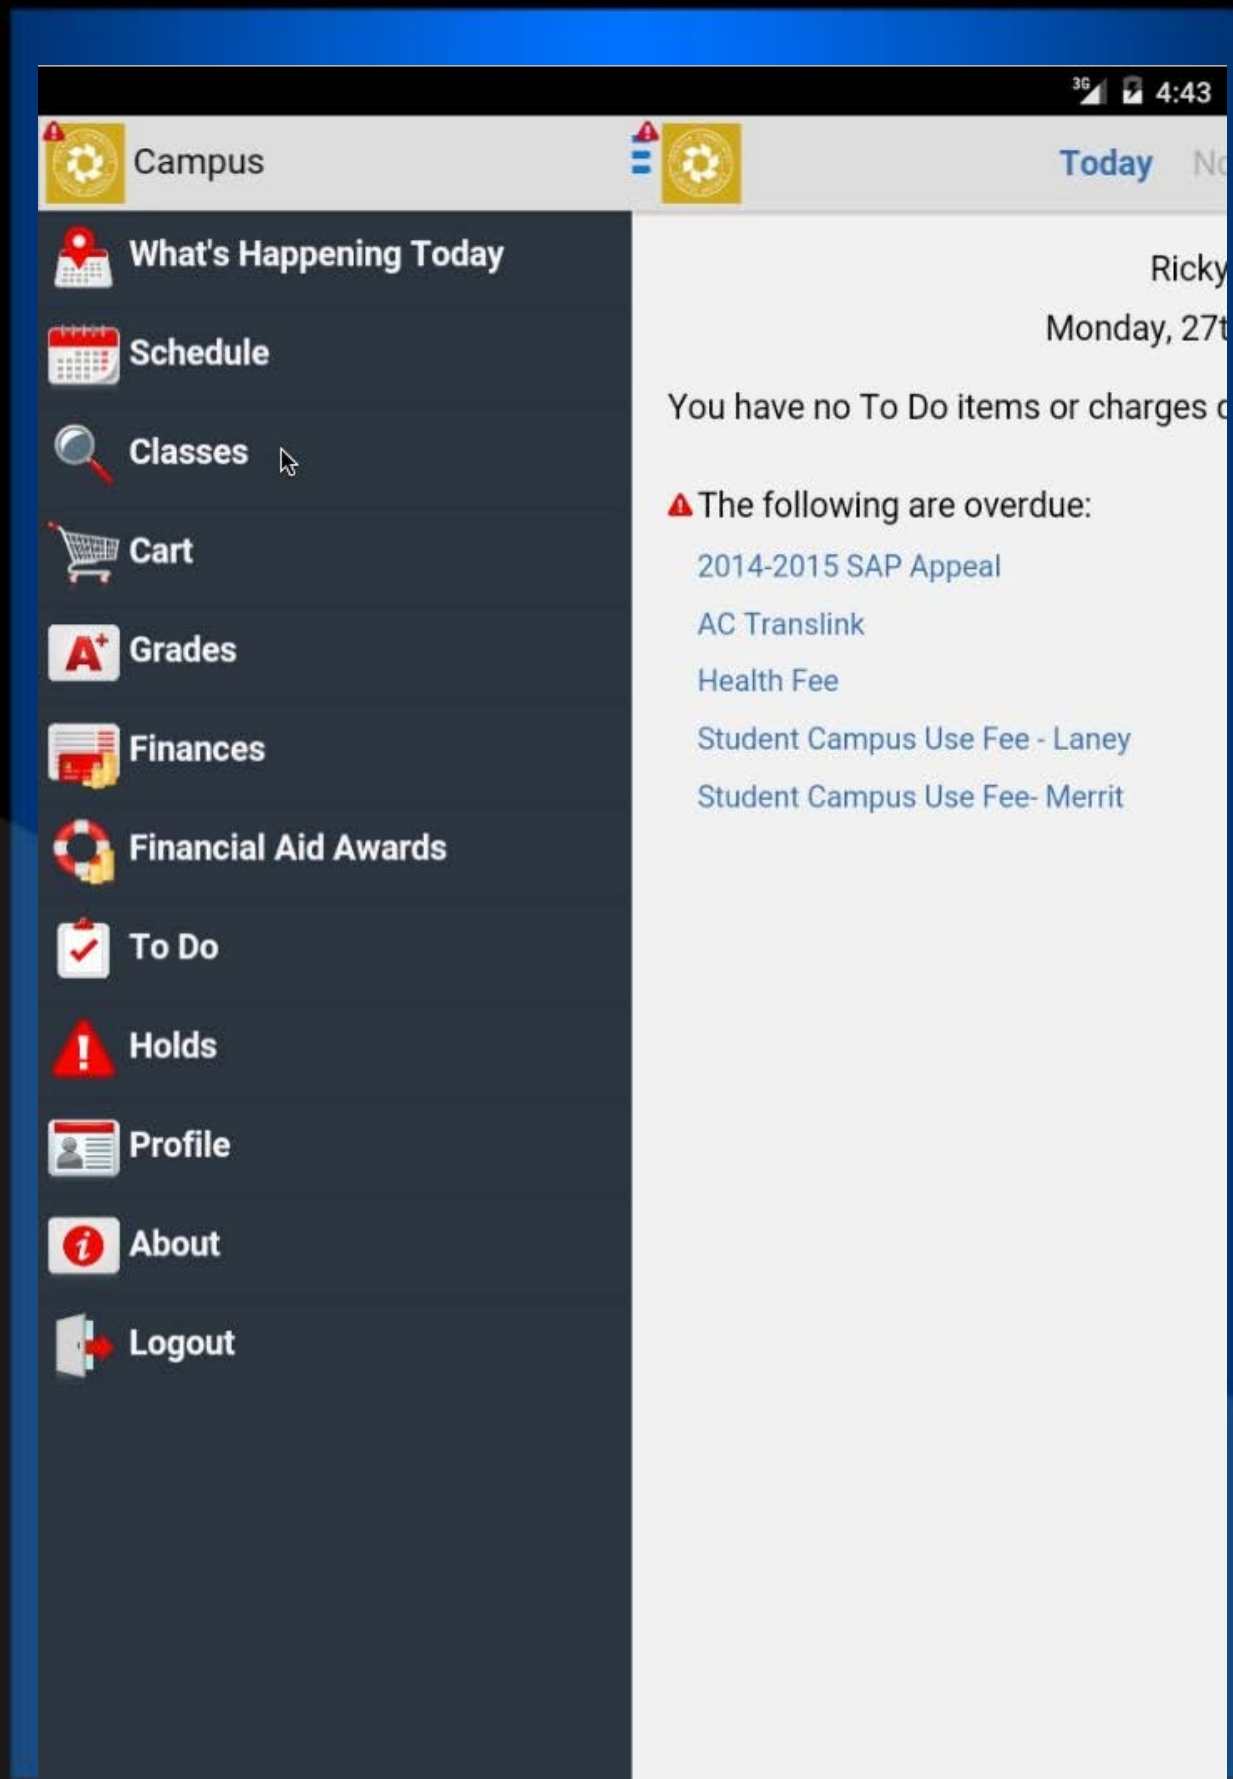 3G 4:43
Campus
Today
What's Happening Today
Schedule
Classes
Cart
Grades
Finances
Financial Aid Awards
To Do
Holds
Profile
About
Logout
Ricky
Monday, 27t
You have no To Do items or charges
The following are overdue:
2014-2015 SAP Appeal
AC Translink
Health Fee
Student Campus Use Fee - Laney
Student Campus Use Fee- Merrit